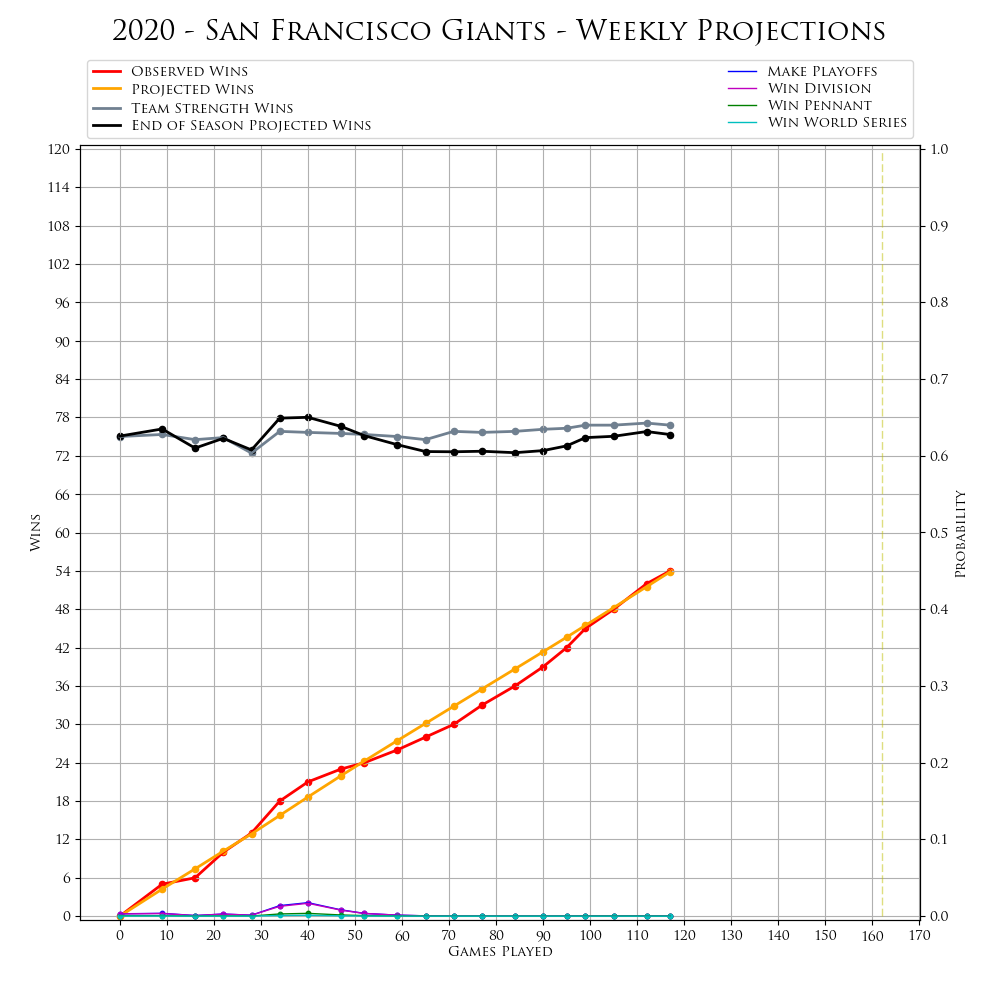 2020 - San Francisco Giants - Weekly Projections
Observed Wins
Projected Wins
Team Strength Wins
End of Season Projected Wins
Make Playoffs
Win Division
Win Pennant
Win World Series
120
114
108
102
96
90
84
78
72
66
60
54
48
42
36
30
24
18
12
6
0
Wins
1.0
0.9
0.8
0.7
0.6
0.5
0.4
0.3
0.2
0.1
0.0
Probability
0 10 20 30 40 50 60 70 80 90 100 110 120 130 140 150 160 170
Games Played